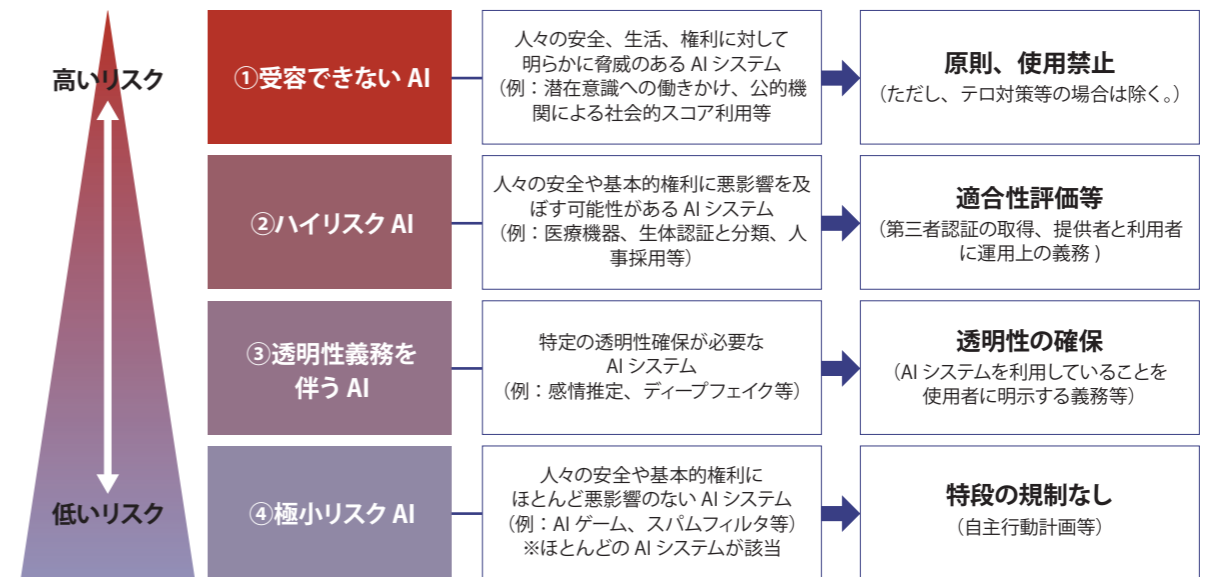 高いリスク
低いリスク
①受容できない AI
人々の安全、生活、権利に対して
明らかに脅威のある AI システム
（例：潜在意識への働きかけ、公的機
関による社会的スコア利用等
原則、使用禁止
（ただし、テロ対策等の場合は除く。）
②ハイリスク AI
人々の安全や基本的権利に悪影響を及
ぼす可能性がある AI システム
（例：医療機器、生体認証と分類、人
事採用等）
適合性評価等
（第三者認証の取得、提供者と利用者
に運用上の義務 )
③透明性義務を
伴う AI
特定の透明性確保が必要な
AI システム
（例：感情推定、ディープフェイク等）
透明性の確保
（AI システムを利用していることを
使用者に明示する義務等）
④極小リスク AI
人々の安全や基本的権利に
ほとんど悪影響のない AI システム
（例：AI ゲーム、スパムフィルタ等）
※ほとんどの AI システムが該当
特段の規制なし
（自主行動計画等）